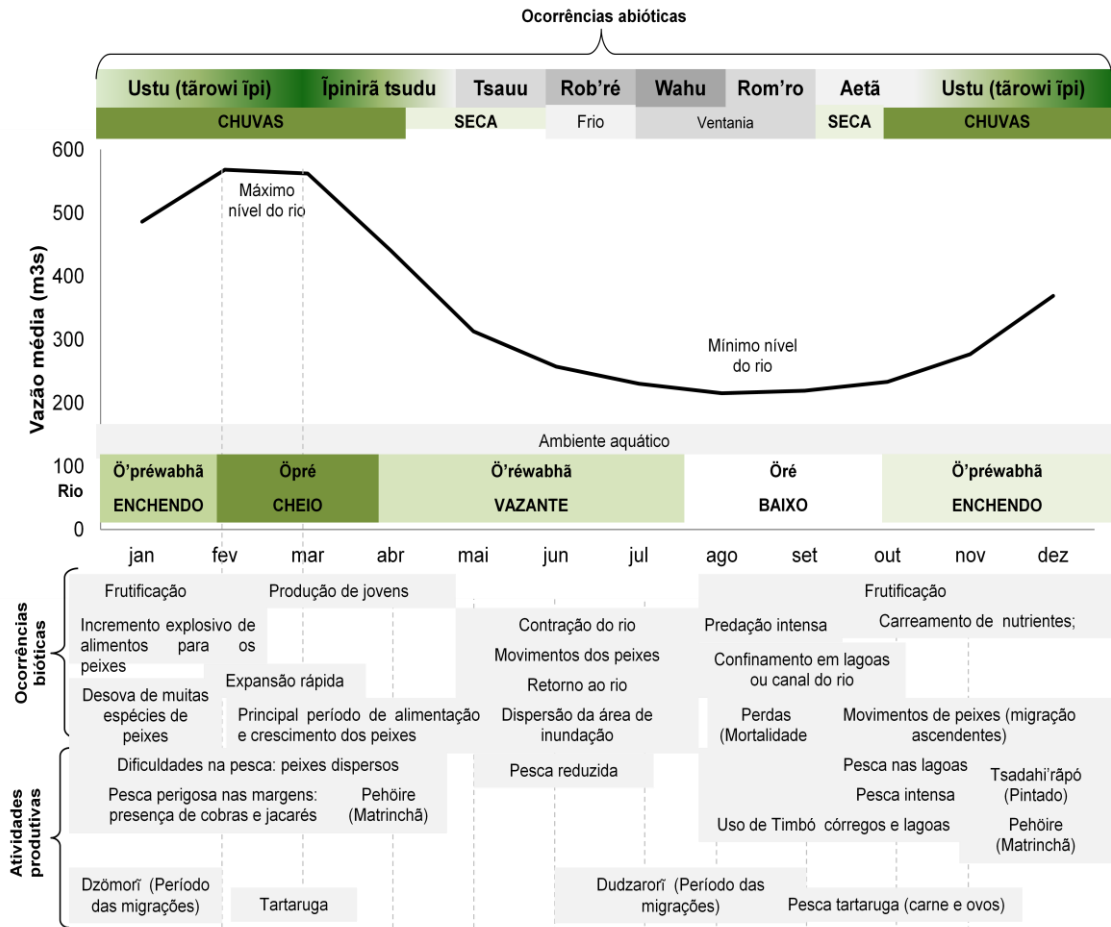 Ocorrências abióticas
Ustu (tãrowi ĩpi)
Ĩpinirã tsudu
Tsauu
Rob'ré
Wahu
Rom'ro
Aetã
Ustu (tãrowi ĩpi)
CHUVAS
SECA
Frio
Ventania
SECA
CHUVAS
Vazão média (m3s)
600
500
400
300
200
100
0
Máximo
nível do rio
Mínimo nível
do rio
Ambiente aquático
Rio
Ö'préwabhã
ENCHENDO
Öpré
CHEIO
Ö'réwabhã
VAZANTE
Öré
BAIXO
Ö'préwabhã
ENCHENDO
jan fev mar abr mai jun jul ago set out nov dez
Ocorrências
bióticas
Frutificação
Produção de jovens
Frutificação
Incremento explosivo de
alimentos para os
peixes
Contração do rio
Predação intensa
Carreamento de nutrientes;
Movimentos dos peixes
Expansão rápida
Retorno ao rio
Confinamento em lagoas
ou canal do rio
Desova de muitas
espécies de
peixes
Principal período de alimentação
e crescimento dos peixes
Dispersão da área de
inundação
Perdas
(Mortalidade
Movimentos de peixes (migração
ascendentes)
Atividades
produtivas
Dificuldades na pesca: peixes dispersos
Pesca reduzida
Pesca nas lagoas
Pesca perigosa nas margens:
presença de cobras e jacarés
Pehöire
(Matrinchã)
Pesca intensa
Tsadahi'rãpó
(Pintado)
Uso de Timbó córregos e lagoas
Pehöire
(Matrinchã)
Dzömorĩ (Período
das migrações)
Tartaruga
Dudzarorĩ (Período das
migrações)
Pesca tartaruga (carne e ovos)